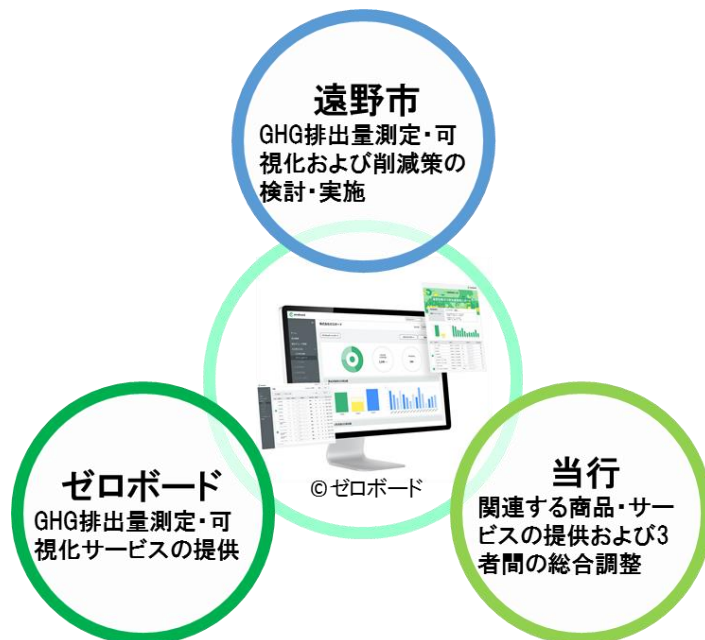 遠野市
GHG排出量測定・可
視化および削減策の
検討・実施
©ゼロボード
ゼロボード
GHG排出量測定・可
視化サービスの提供
当行
関連する商品・サー
ビスの提供および3
者間の総合調整